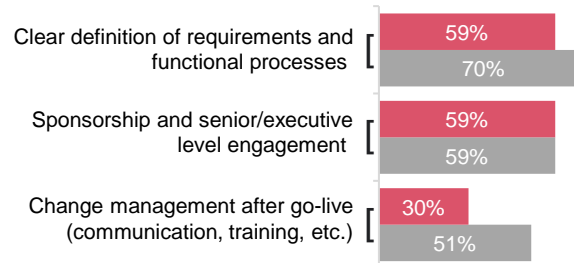 Clear definition of requirements and
functional processes
59%
70%
Sponsorship and senior/executive
level engagement
59%
59%
Change management after go-live
(communication, training, etc.)
30%
51%